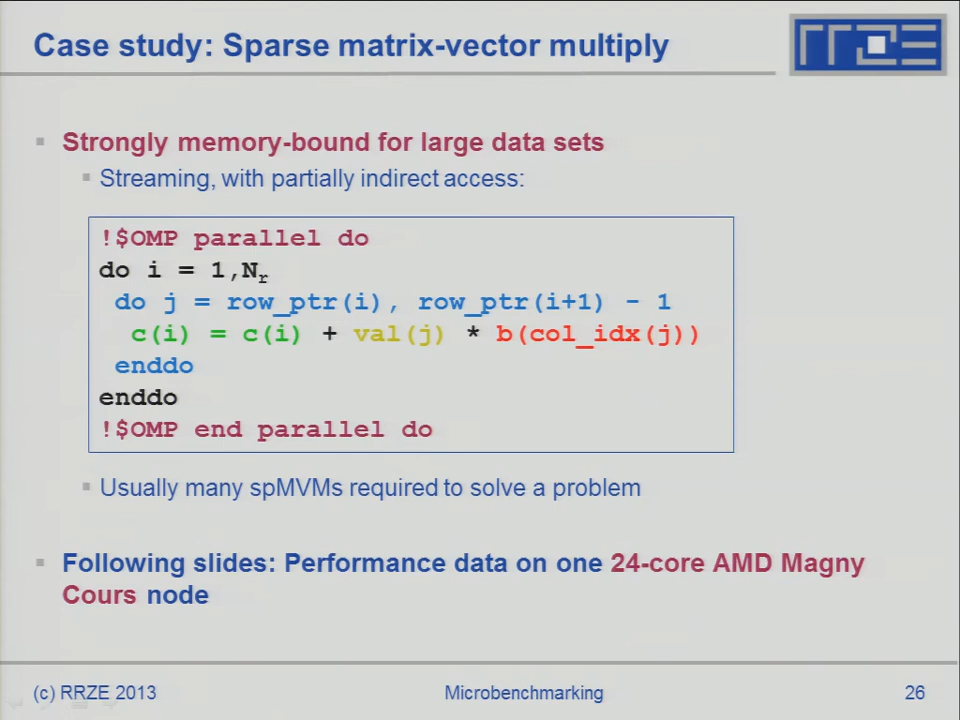 Case study: Sparse matrix-vector multiply
RRZE
Strongly memory-bound for large data sets
Streaming, with partially indirect access:
!$OMP parallel do
do i = 1,Nr
do j = row_ptr(i), row_ptr(i+1) - 1
c(i) = c(i) + val(j) * b(col_idx(j))
enddo
enddo
!$OMP end parallel do
Usually many spMVMs required to solve a problem
Following slides: Performance data on one 24-core AMD Magny
Cours node
(c) RRZE 2013
Microbenchmarking
26